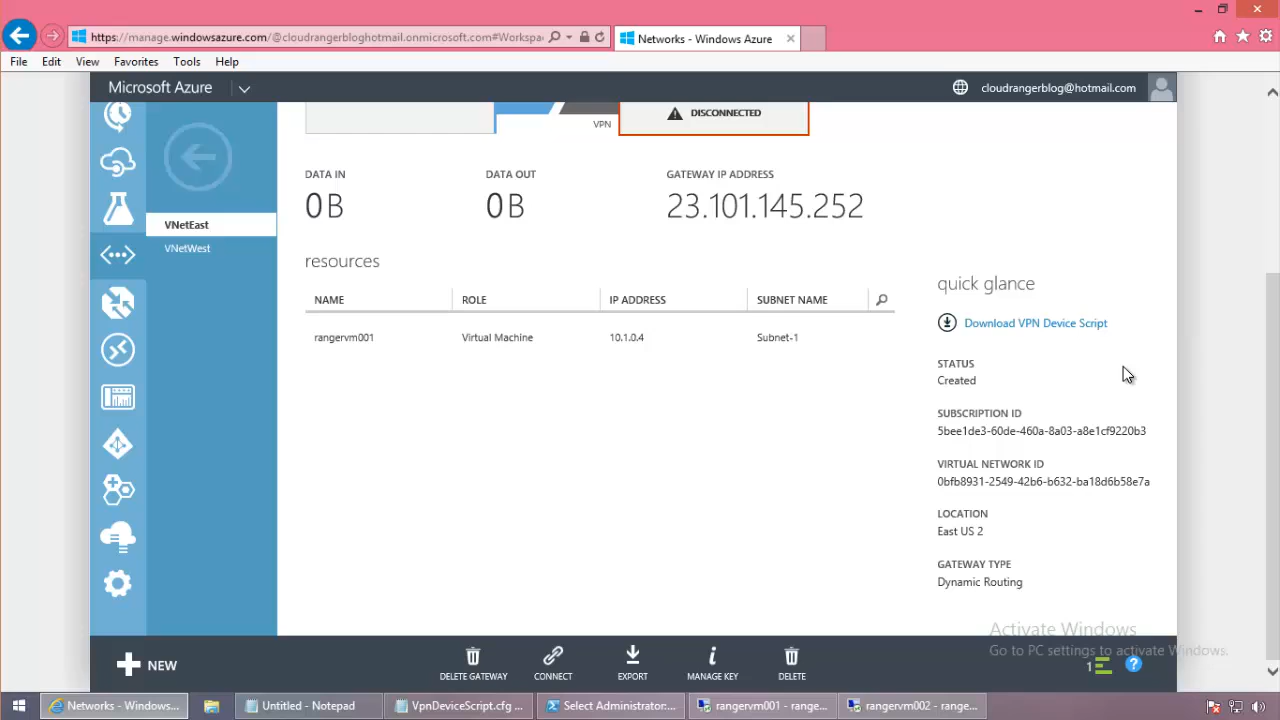 https://manage.windowsazure.com/@cloudrangerbloghotmail.onmicrosoft.com#Workspa
Networks - Windows Azure
File Edit View Favorites Tools Help
Microsoft Azure
cloudrangerblog@hotmail.com
DISCONNECTED
VPN
DATA IN
DATA OUT
GATEWAY IP ADDRESS
0B
0B
23.101.145.252
VNetEast
VNetWest
resources
quick glance
NAME ROLE IP ADDRESS SUBNET NAME
Download VPN Device Script
rangervm001 Virtual Machine 10.1.0.4 Subnet-1
STATUS
Created
SUBSCRIPTION ID
5bee1de3-60de-460a-8a03-a8e1cf9220b3
VIRTUAL NETWORK ID
0bfb8931-2549-42b6-b632-ba18d6b58e7a
LOCATION
East US 2
GATEWAY TYPE
Dynamic Routing
Activate Windows
Go to PC settings to activate Windows.
NEW
DELETE GATEWAY
CONNECT
EXPORT
MANAGE KEY
DELETE
1
?
Networks - Windows...
Untitled - Notepad
VpnDeviceScript.cfg ...
Select Administrator:...
rangervm001 - range...
rangervm002 - range...